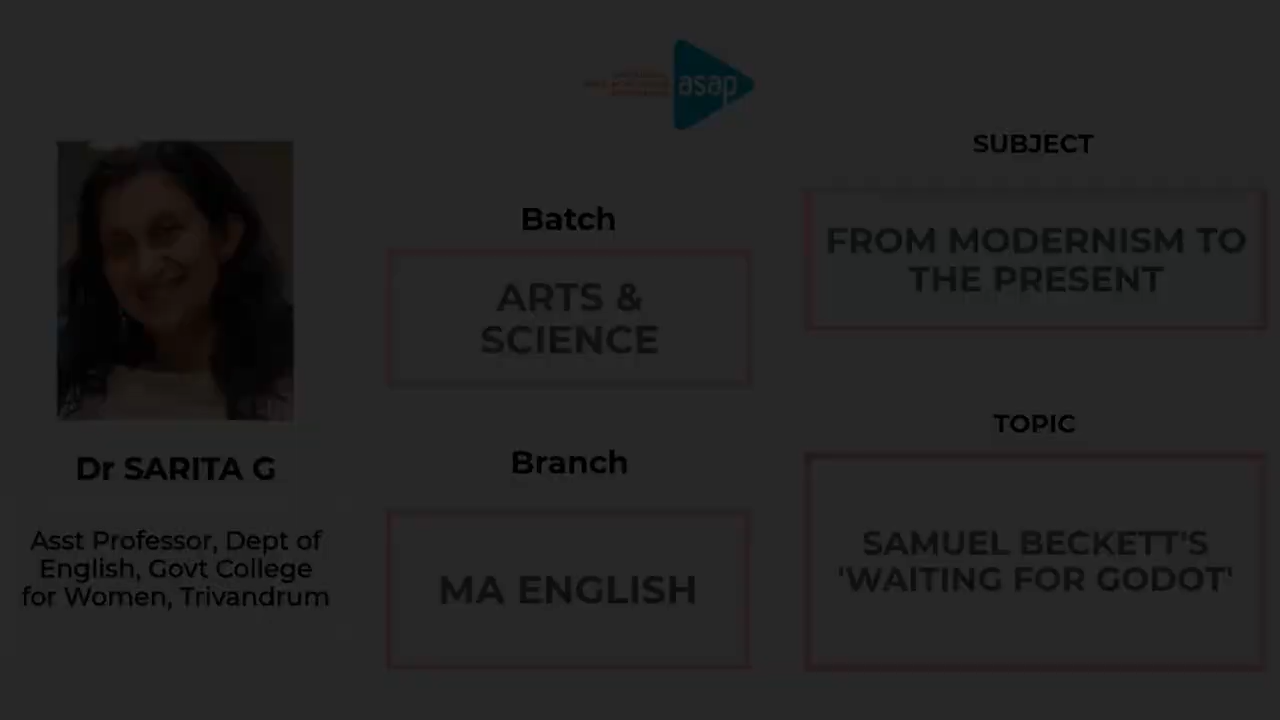 asap
Dr SARITA G
Asst Professor, Dept of
English, Govt College
for Women, Trivandrum
Batch
ARTS &
SCIENCE
Branch
MA ENGLISH
SUBJECT
FROM MODERNISM TO
THE PRESENT
TOPIC
SAMUEL BECKETT'S
'WAITING FOR GODOT'